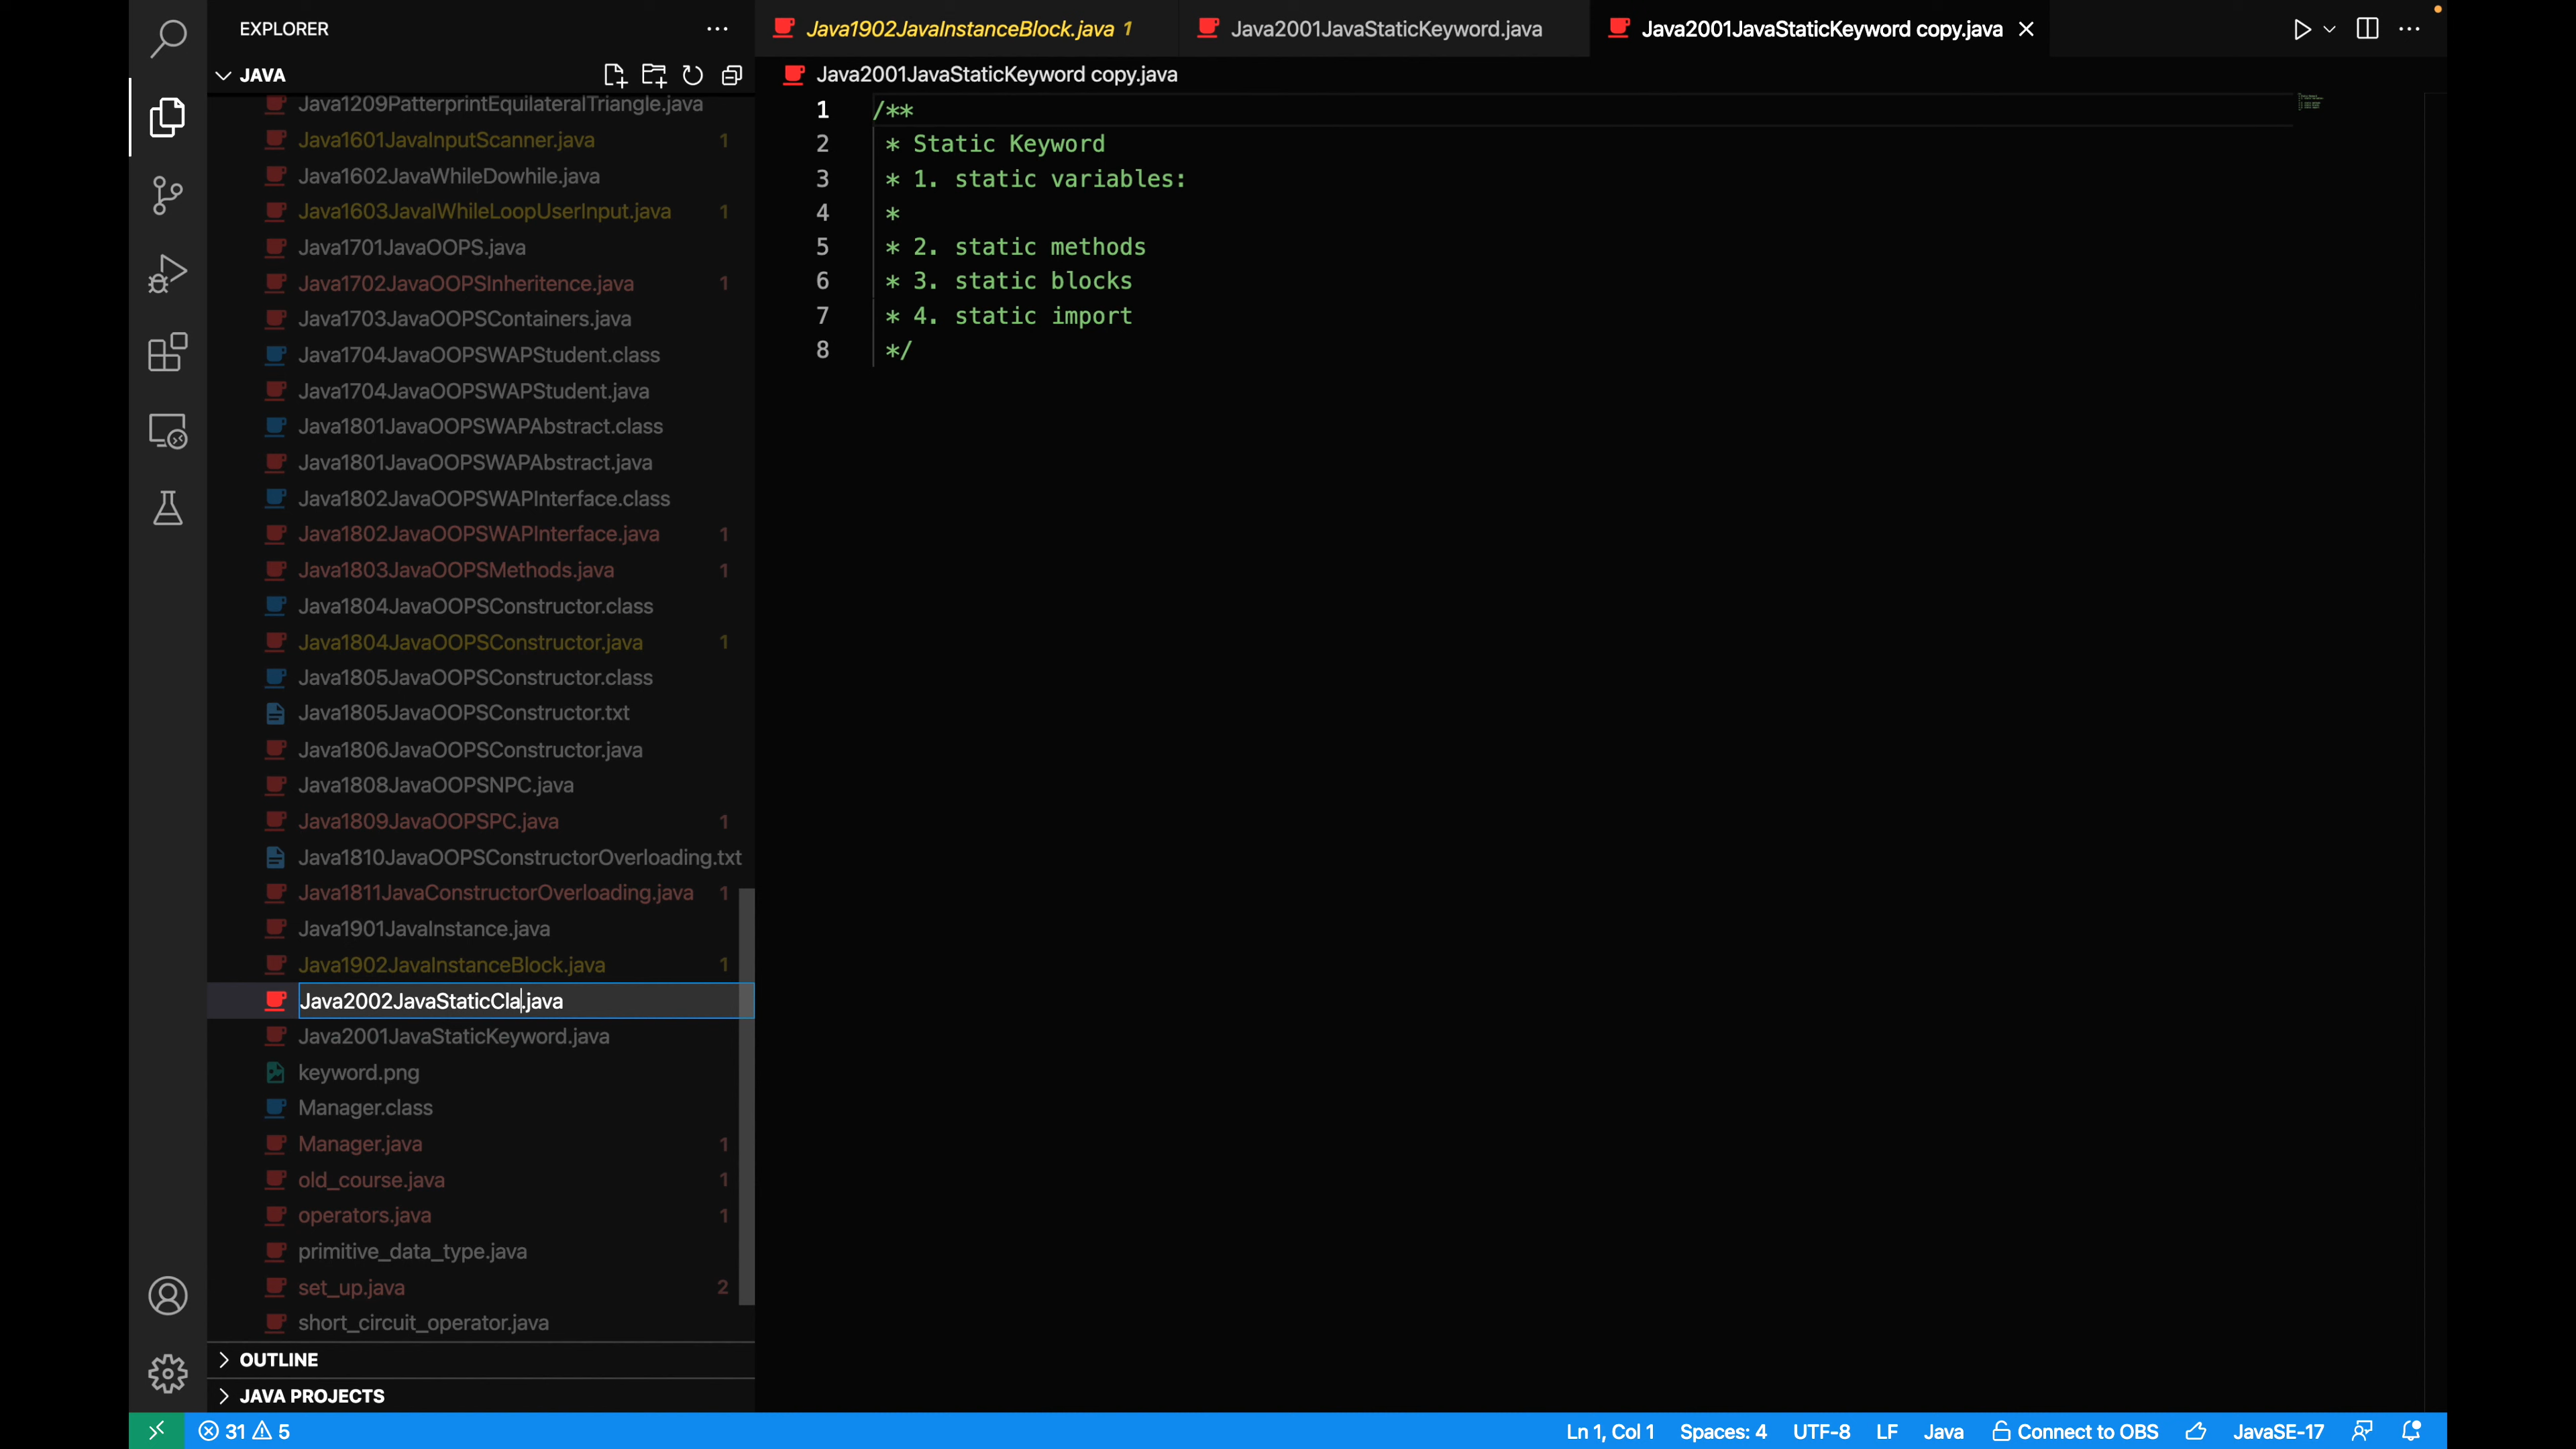 EXPLORER
JAVA
Java1209PatterprintEquilateralTriangle.java
Java1601JavaInputScanner.java 1
Java1602JavaWhileDowhile.java
Java1603JavaIWhileLoopUserInput.java 1
Java1701JavaOOPS.java
Java1702JavaOOPSInheritence.java 1
Java1703JavaOOPSContainers.java
Java1704JavaOOPSWAPStudent.class
Java1704JavaOOPSWAPStudent.java
Java1801JavaOOPSWAPAbstract.class
Java1801JavaOOPSWAPAbstract.java
Java1802JavaOOPSWAPInterface.class
Java1802JavaOOPSWAPInterface.java 1
Java1803JavaOOPSMethods.java 1
Java1804JavaOOPSConstructor.class
Java1804JavaOOPSConstructor.java 1
Java1805JavaOOPSConstructor.class
Java1805JavaOOPSConstructor.txt
Java1806JavaOOPSConstructor.java
Java1808JavaOOPSNPC.java
Java1809JavaOOPSPC.java 1
Java1810JavaOOPSConstructorOverloading.txt
Java1811JavaConstructorOverloading.java 1
Java1901JavaInstance.java
Java1902JavaInstanceBlock.java 1
Java2002JavaStaticCla.java
Java2001JavaStaticKeyword.java
keyword.png
Manager.class
Manager.java 1
old_course.java 1
operators.java 1
primitive_data_type.java
set_up.java 2
short_circuit_operator.java
OUTLINE
JAVA PROJECTS
Java1902JavaInstanceBlock.java 1
Java2001JavaStaticKeyword.java
Java2001JavaStaticKeyword copy.java
Java2001JavaStaticKeyword copy.java
1 /**
2 * Static Keyword
3 * 1. static variables:
4 *
5 * 2. static methods
6 * 3. static blocks
7 * 4. static import
8 */
31 5
Ln 1, Col 1 Spaces: 4 UTF-8 LF Java Connect to OBS JavaSE-17